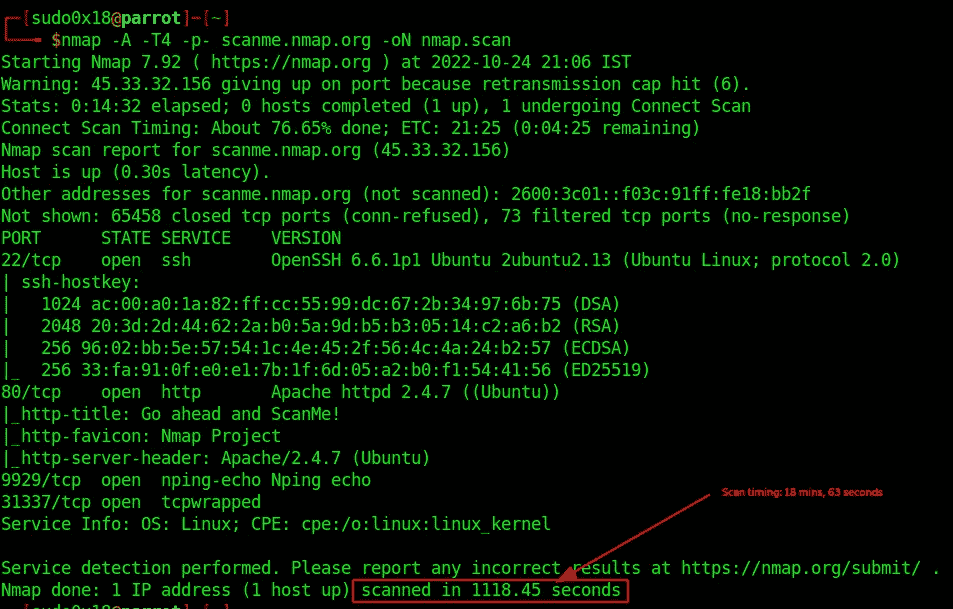 ┌─[sudo0x18@parrot]─[~]
└──╼ $nmap -A -T4 -p- scanme.nmap.org -oN nmap.scan
Starting Nmap 7.92 ( https://nmap.org ) at 2022-10-24 21:06 IST
Warning: 45.33.32.156 giving up on port because retransmission cap hit (6).
Stats: 0:14:32 elapsed; 0 hosts completed (1 up), 1 undergoing Connect Scan
Connect Scan Timing: About 76.65% done; ETC: 21:25 (0:04:25 remaining)
Nmap scan report for scanme.nmap.org (45.33.32.156)
Host is up (0.30s latency).
Other addresses for scanme.nmap.org (not scanned): 2600:3c01::f03c:91ff:fe18:bb2f
Not shown: 65458 closed tcp ports (conn-refused), 73 filtered tcp ports (no-response)
PORT      STATE SERVICE    VERSION
22/tcp    open  ssh        OpenSSH 6.6.1p1 Ubuntu 2ubuntu2.13 (Ubuntu Linux; protocol 2.0)
| ssh-hostkey:
|   1024 ac:00:a0:1a:82:ff:cc:55:99:dc:67:2b:34:97:6b:75 (DSA)
|   2048 20:3d:2d:44:62:2a:b0:5a:9d:b5:b3:05:14:c2:a6:b2 (RSA)
|   256 96:02:bb:5e:57:54:1c:4e:45:2f:56:4c:4a:24:b2:57 (ECDSA)
|_  256 33:fa:91:0f:e0:e1:7b:1f:6d:05:a2:b0:f1:54:41:56 (ED25519)
80/tcp    open  http       Apache httpd 2.4.7 ((Ubuntu))
|_http-title: Go ahead and ScanMe!
|_http-favicon: Nmap Project
|_http-server-header: Apache/2.4.7 (Ubuntu)
9929/tcp  open  nping-echo Nping echo
31337/tcp open  tcpwrapped
Scan timing: 18 mins, 63 seconds
Service Info: OS: Linux; CPE: cpe:/o:linux:linux_kernel
Service detection performed. Please report any incorrect results at https://nmap.org/submit/ .
Nmap done: 1 IP address (1 host up) scanned in 1118.45 seconds